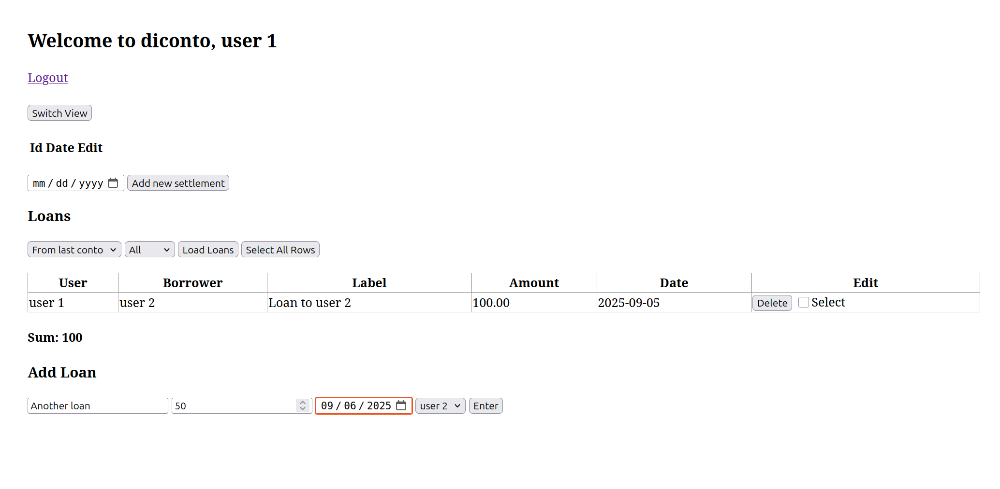 Welcome to diconto, user 1
Logout
Switch View
Id Date Edit
mm / dd / yyyy Add new settlement
Loans
From last conto All Load Loans Select All Rows
User Borrower Label Amount Date Edit
user 1 user 2 Loan to user 2 100.00 2025-09-05 Delete Select
Sum: 100
Add Loan
Another loan 50 09 / 06 / 2025 user 2 Enter